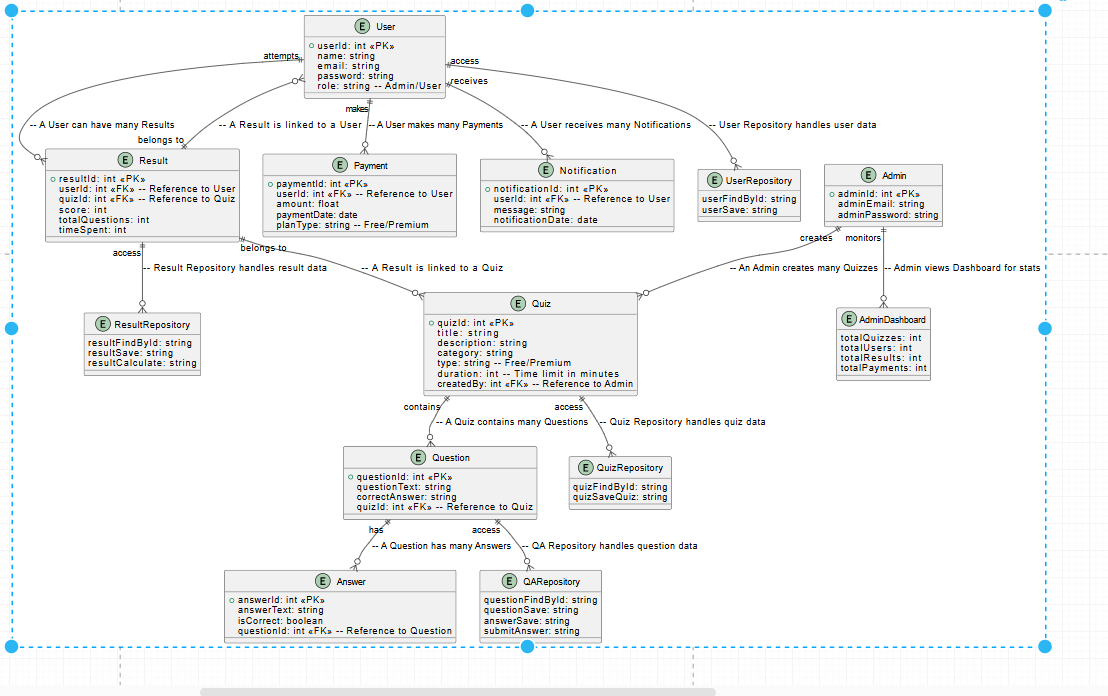 E User
userId: int «PK»
name: string
email: string
password: string
role: string -- Admin/User
attempts
access
receives
makes
belongs to
-- A User can have many Results
-- A Result is linked to a User
-- A User makes many Payments
-- A User receives many Notifications
-- User Repository handles user data
E Result
resultId: int «PK»
userId: int «FK» -- Reference to User
quizId: int «FK» -- Reference to Quiz
score: int
totalQuestions: int
timeSpent: int
E Payment
paymentId: int «PK»
userId: int «FK» -- Reference to User
amount: float
paymentDate: date
planType: string -- Free/Premium
E Notification
notificationId: int «PK»
userId: int «FK» -- Reference to User
message: string
notificationDate: date
E UserRepository
userFindById: string
userSave: string
E Admin
adminId: int «PK»
adminEmail: string
adminPassword: string
access
belongs to
creates
monitors
-- Result Repository handles result data
-- A Result is linked to a Quiz
-- An Admin creates many Quizzes
-- Admin views Dashboard for stats
E ResultRepository
resultFindById: string
resultSave: string
resultCalculate: string
E Quiz
quizId: int «PK»
title: string
description: string
category: string
type: string -- Free/Premium
duration: int -- Time limit in minutes
createdBy: int «FK» -- Reference to Admin
E AdminDashboard
totalQuizzes: int
totalUsers: int
totalResults: int
totalPayments: int
contains
access
-- A Quiz contains many Questions
-- Quiz Repository handles quiz data
E Question
questionId: int «PK»
questionText: string
correctAnswer: string
quizId: int «FK» -- Reference to Quiz
E QuizRepository
quizFindById: string
quizSaveQuiz: string
has
access
-- A Question has many Answers
-- QA Repository handles question data
E Answer
answerId: int «PK»
answerText: string
isCorrect: boolean
questionId: int «FK» -- Reference to Question
E QARepository
questionFindById: string
questionSave: string
answerSave: string
submitAnswer: string